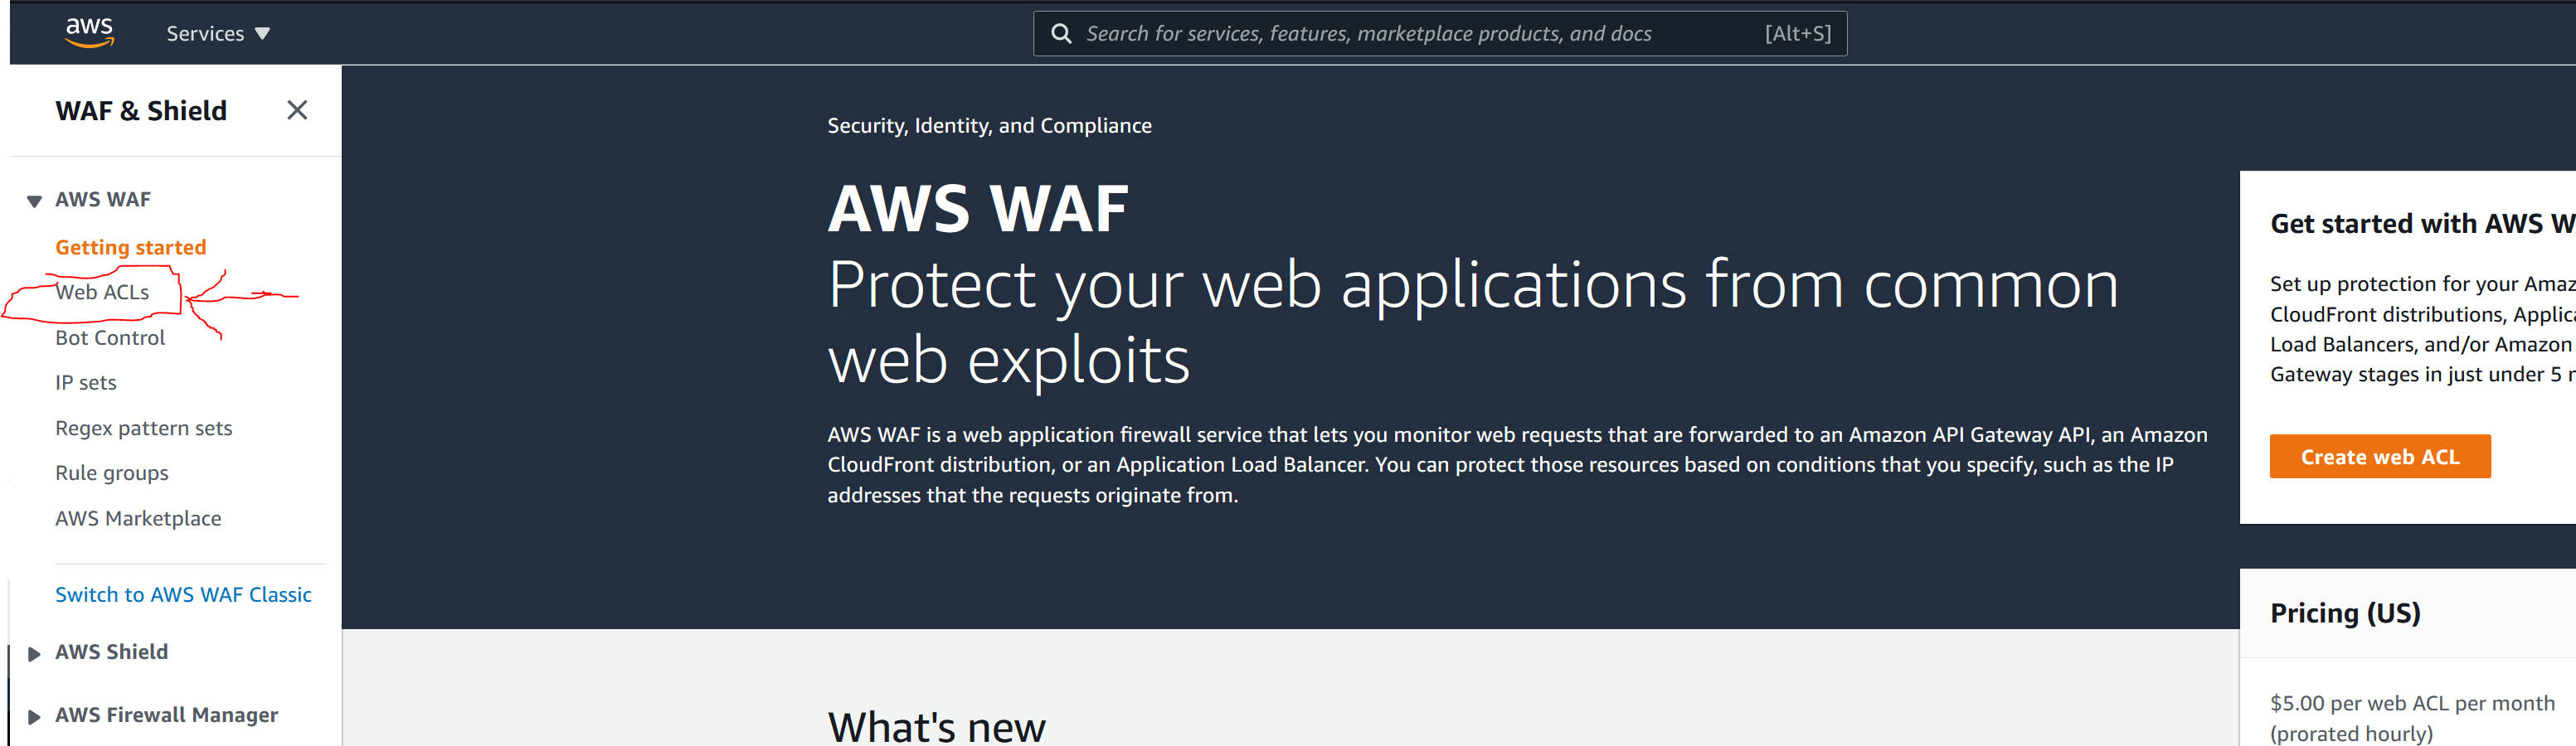 aws
Services
Search for services, features, marketplace products, and docs
[Alt+S]
WAF & Shield
AWS WAF
Getting started
Web ACLs
Bot Control
IP sets
Regex pattern sets
Rule groups
AWS Marketplace
Switch to AWS WAF Classic
AWS Shield
AWS Firewall Manager
Security, Identity, and Compliance
AWS WAF
Protect your web applications from common
web exploits
AWS WAF is a web application firewall service that lets you monitor web requests that are forwarded to an Amazon API Gateway API, an Amazon
CloudFront distribution, or an Application Load Balancer. You can protect those resources based on conditions that you specify, such as the IP
addresses that the requests originate from.
What's new
Get started with AWS W
Set up protection for your Amaz
CloudFront distributions, Applic
Load Balancers, and/or Amazon
Gateway stages in just under 5
Create web ACL
Pricing (US)
$5.00 per web ACL per month
(prorated hourly)